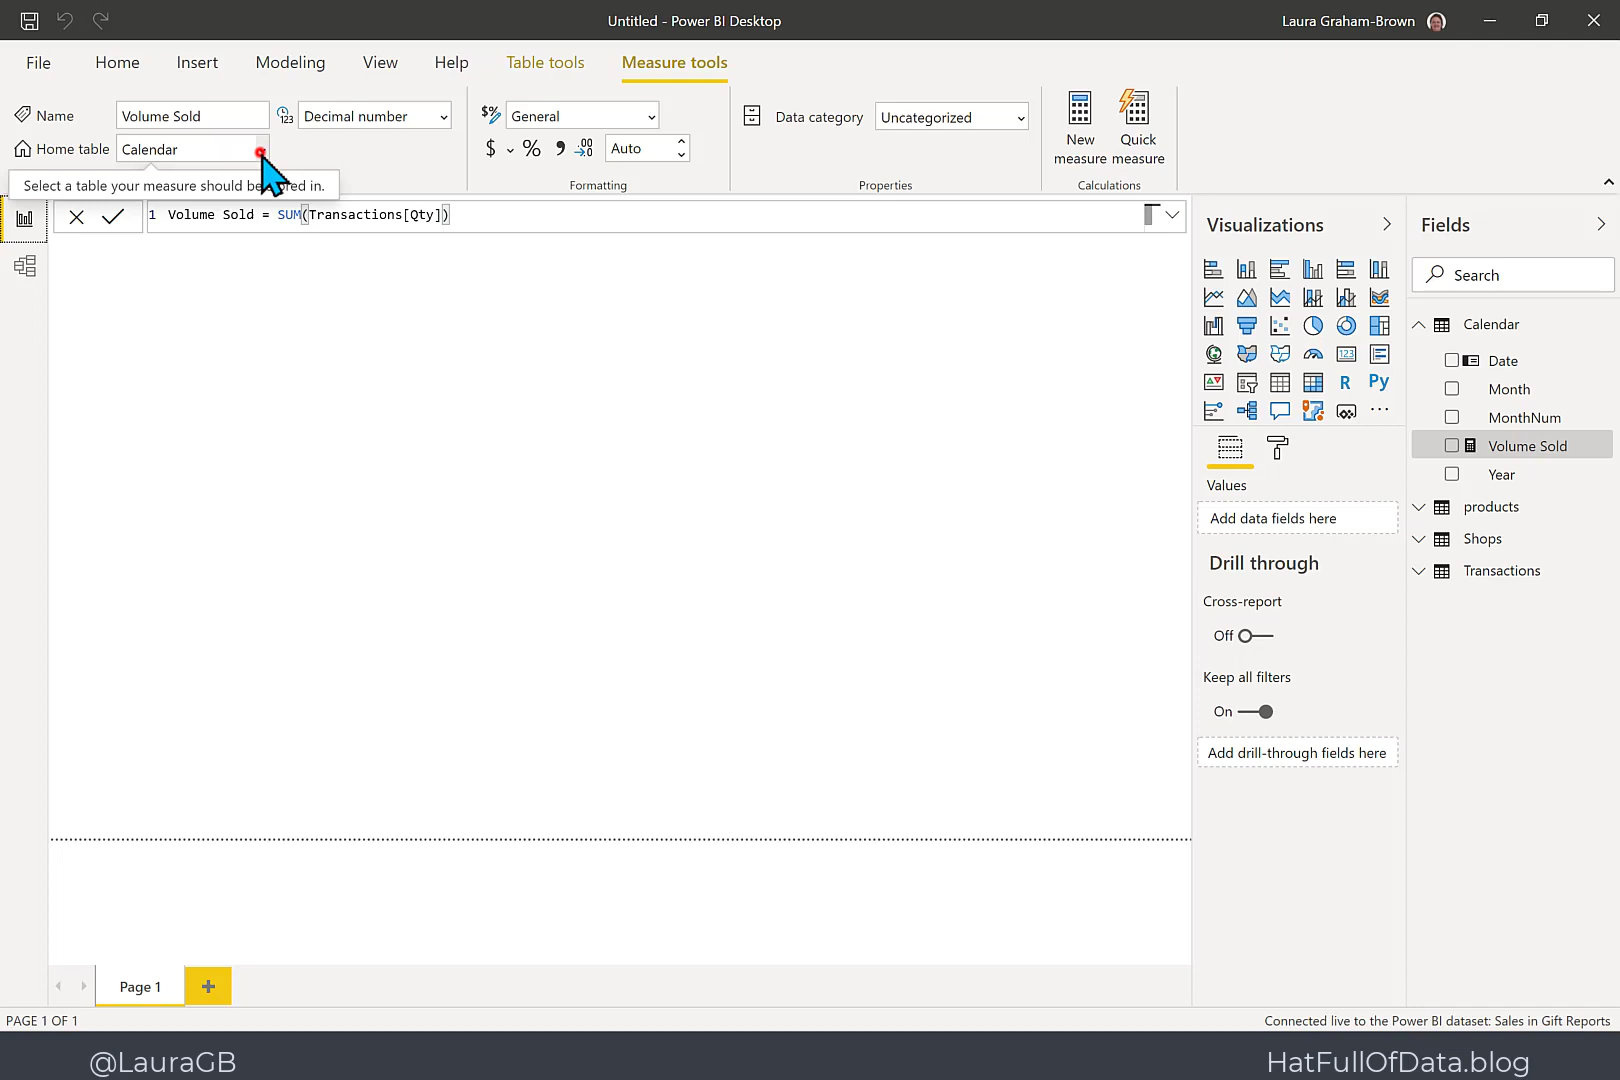 Untitled - Power BI Desktop
Laura Graham-Brown
File Home Insert Modeling View Help Table tools Measure tools
Name Volume Sold Decimal number General Data category Uncategorized
Home table Calendar $ % Auto
New measure
Quick measure
Formatting Properties Calculations
Select a table your measure should be in.
1 Volume Sold = SUM(Transactions[Qty])
Visualizations
R Py
123
Values
Add data fields here
Drill through
Cross-report
Off
Keep all filters
On
Add drill-through fields here
Fields
Search
Calendar
Date
Month
MonthNum
Volume Sold
Year
products
Shops
Transactions
Page 1 +
PAGE 1 OF 1
Connected live to the Power BI dataset: Sales in Gift Reports
@LauraGB
HatFullOfData.blog